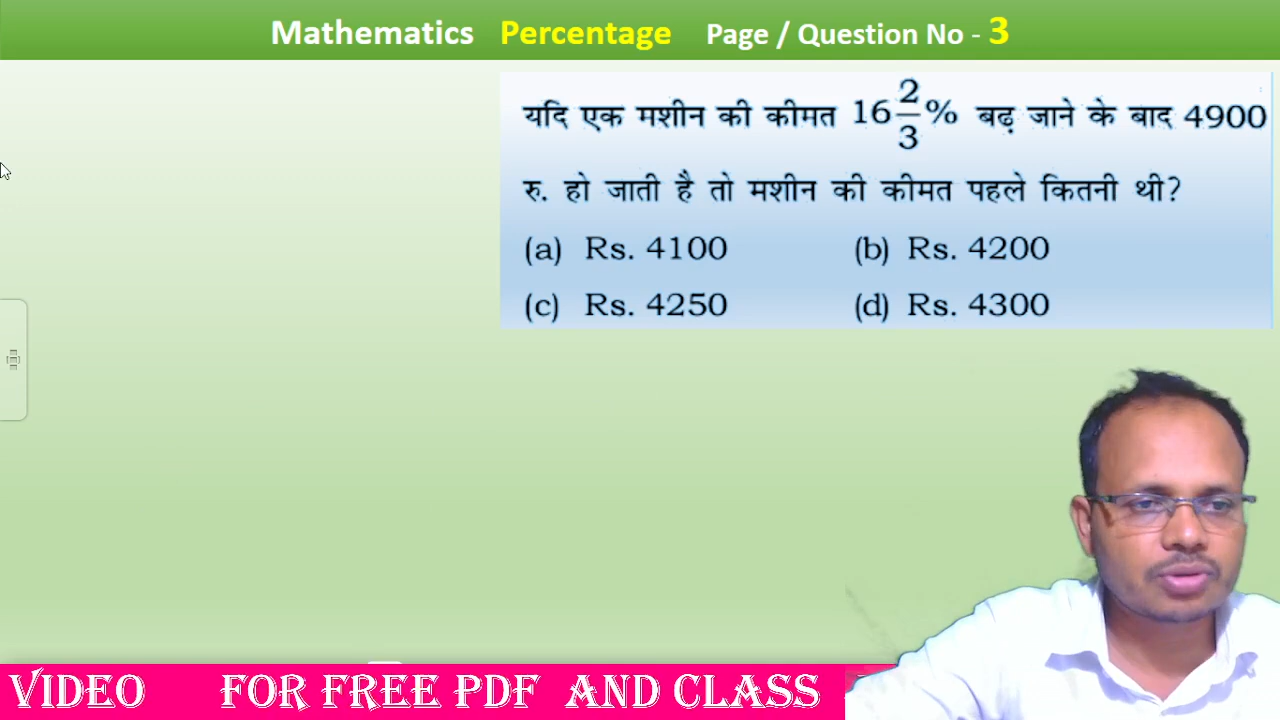 Mathematics Percentage Page / Question No - 3
यदि एक मशीन की कीमत 16 2/3 % बढ़ जाने के बाद 4900
रु. हो जाती है तो मशीन की कीमत पहले कितनी थी?
(a) Rs. 4100 (b) Rs. 4200
(c) Rs. 4250 (d) Rs. 4300
VIDEO FOR FREE PDF AND CLASS